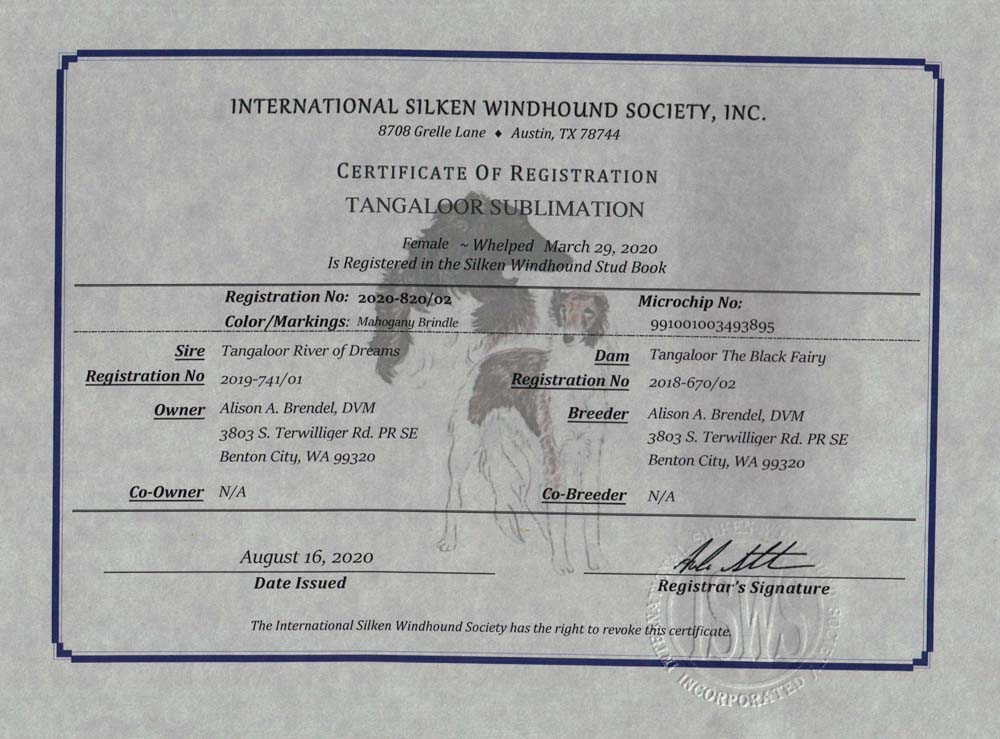 INTERNATIONAL SILKEN WINDHOUND SOCIETY, INC.
8708 Grelle Lane ♦ Austin, TX 78744
CERTIFICATE OF REGISTRATION
TANGALOOR SUBLIMATION
Female ~ Whelped March 29, 2020
Is Registered in the Silken Windhound Stud Book
Registration No: 2020-820/02 Microchip No:
Color/Markings: Mahogany Brindle 991001003493895
Sire Tangaloor River of Dreams Dam Tangaloor The Black Fairy
Registration No 2019-741/01 Registration No 2018-670/02
Owner Alison A. Brendel, DVM Breeder Alison A. Brendel, DVM
3803 S. Terwilliger Rd. PR SE 3803 S. Terwilliger Rd. PR SE
Benton City, WA 99320 Benton City, WA 99320
Co-Owner N/A Co-Breeder N/A
August 16, 2020
Date Issued Registrar's Signature
The International Silken Windhound Society has the right to revoke this certificate.
ISWS
INCORPORATED